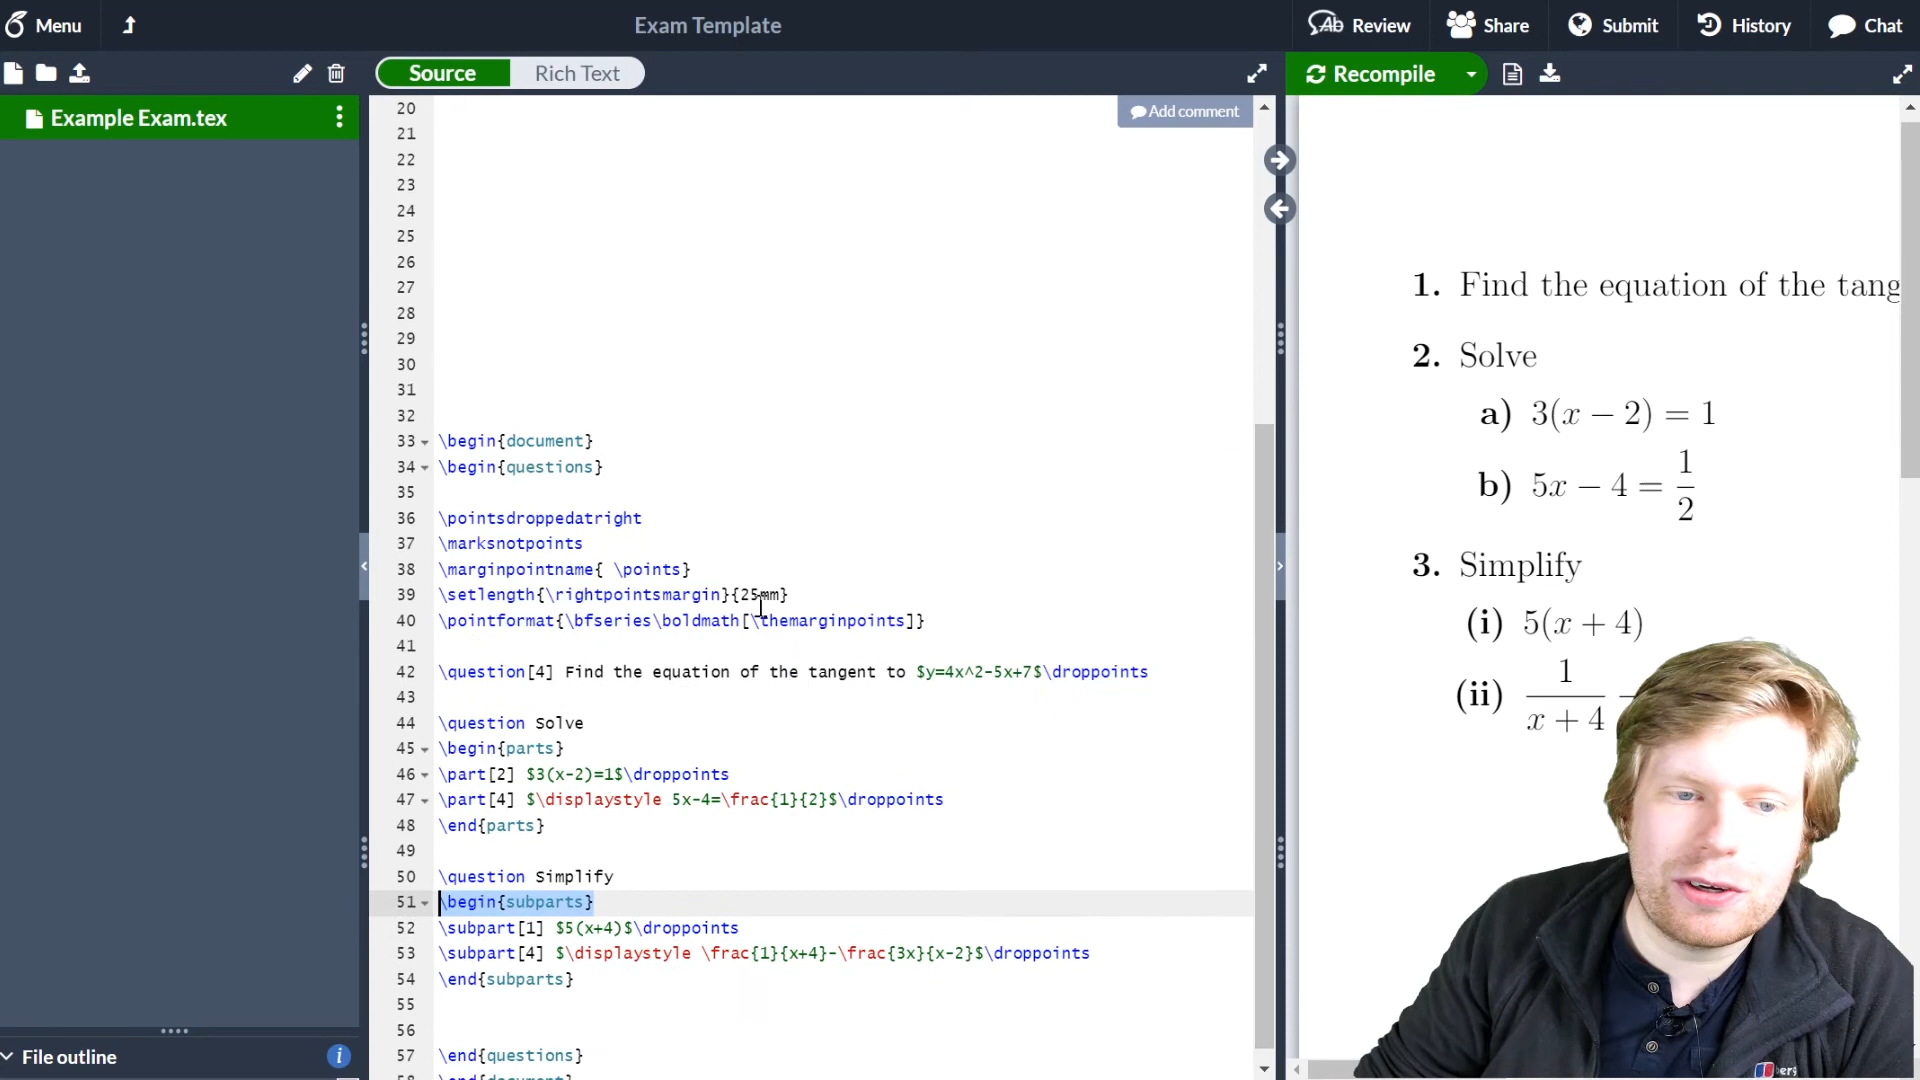 Menu
Exam Template
Review
Share
Submit
History
Chat
Source
Rich Text
Recompile
Example Exam.tex
Add comment
20
21
22
23
24
25
26
27
28
29
30
31
32
33 \begin{document}
34 \begin{questions}
35
36 \pointsdroppedatright
37 \marksnotpoints
38 \marginpointname{ \points}
39 \setlength{\rightpointsmargin}{25mm}
40 \pointformat{\bfseries\boldmath[\themarginpoints]}
41
42 \question[4] Find the equation of the tangent to $y=4x^2-5x+7$\droppoints
43
44 \question Solve
45 \begin{parts}
46 \part[2] $3(x-2)=1$\droppoints
47 \part[4] $\displaystyle 5x-4=\frac{1}{2}$\droppoints
48 \end{parts}
49
50 \question Simplify
51 \begin{subparts}
52 \subpart[1] $5(x+4)$\droppoints
53 \subpart[4] $\displaystyle \frac{1}{x+4}-\frac{3x}{x-2}$\droppoints
54 \end{subparts}
55
56
57 \end{questions}
58 \end{document}
File outline
1. Find the equation of the tang
2. Solve
a) 3(x − 2) = 1
b) 5x − 4 = 1/2
3. Simplify
(i) 5(x + 4)
(ii) 1/(x + 4) −